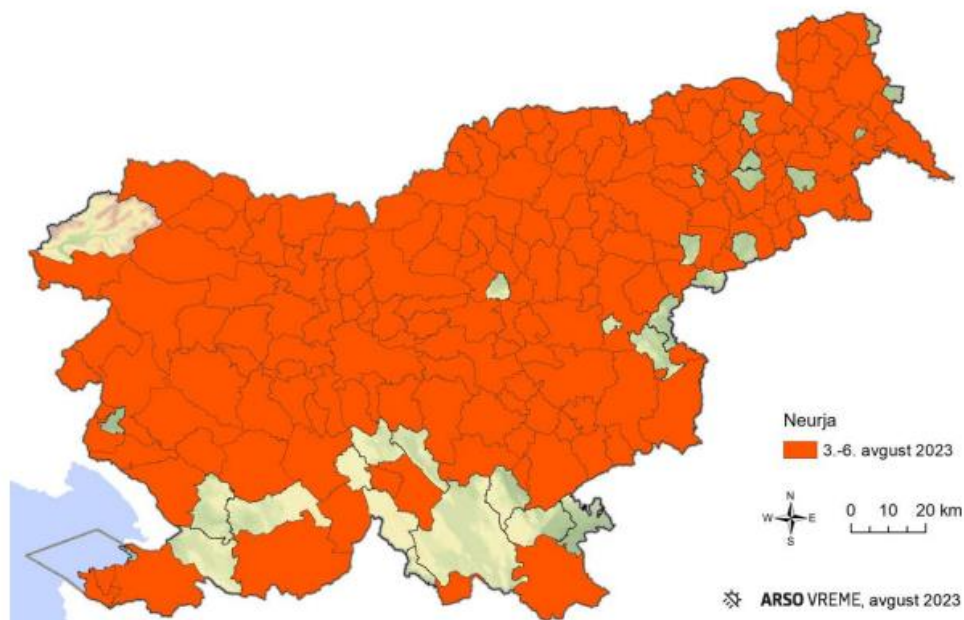 Neurja
3.-6. avgust 2023
N
W E
S
0 10 20 km
ARSO VREME, avgust 2023